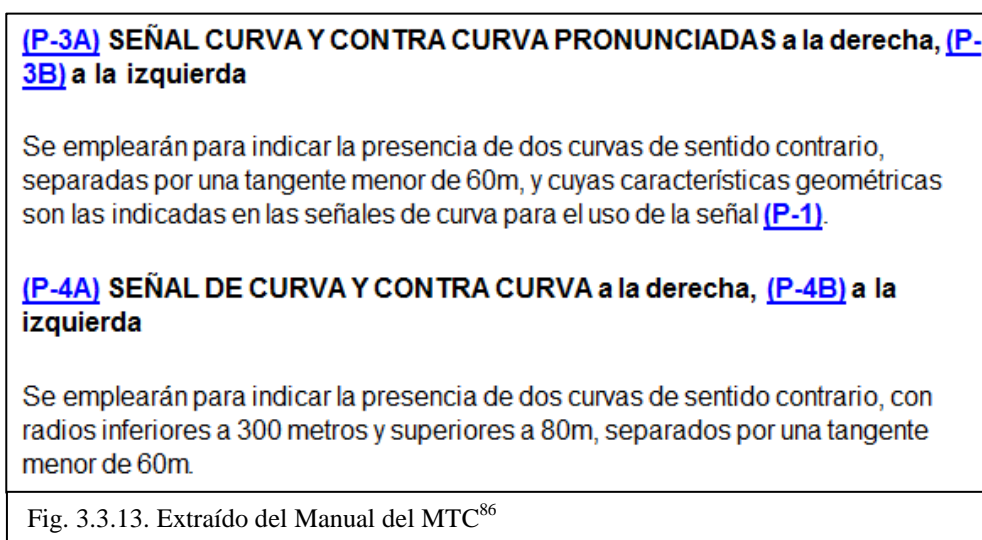 (P-3A) SEÑAL CURVA Y CONTRA CURVA PRONUNCIADAS a la derecha, (P-
3B) a la izquierda
Se emplearán para indicar la presencia de dos curvas de sentido contrario,
separadas por una tangente menor de 60m, y cuyas características geométricas
son las indicadas en las señales de curva para el uso de la señal (P-1).
(P-4A) SEÑAL DE CURVA Y CONTRA CURVA a la derecha, (P-4B) a la
izquierda
Se emplearán para indicar la presencia de dos curvas de sentido contrario, con
radios inferiores a 300 metros y superiores a 80m, separados por una tangente
menor de 60m.
Fig. 3.3.13. Extraído del Manual del MTC86